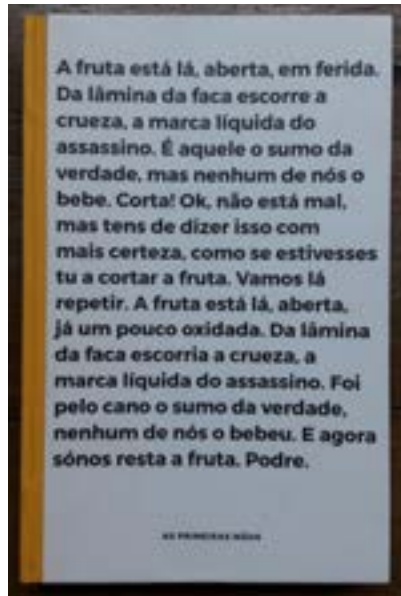 A fruta está lá, aberta, em ferida.
Da lâmina da faca escorre a
crueza, a marca líquida do
assassino. É aquele o sumo da
verdade, mas nenhum de nós o
bebe. Corta! Ok, não está mal,
mas tens de dizer isso com
mais certeza, como se estivesses
tu a cortar a fruta. Vamos lá
repetir. A fruta está lá, aberta,
já um pouco oxidada. Da lâmina
da faca escorria a crueza, a
marca líquida do assassino. Foi
pelo cano o sumo da verdade,
nenhum de nós o bebeu. E agora
sónos resta a fruta. Podre.
AS PRIMEIRAS